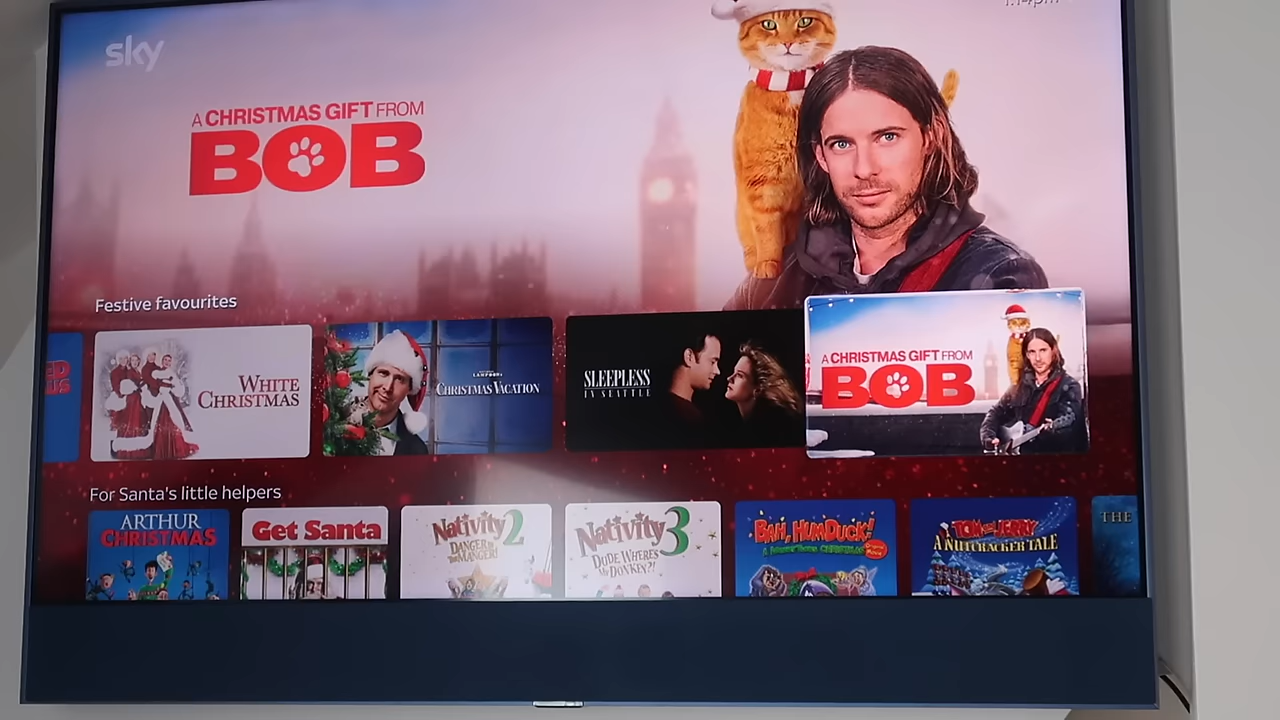 sky
A CHRISTMAS GIFT FROM
BOB
Festive favourites
WHITE
CHRISTMAS
CHRISTMAS VACATION
SLEEPLESS
IN SEATTLE
A CHRISTMAS GIFT FROM
BOB
For Santa's little helpers
ARTHUR
CHRISTMAS
Get Santa
Nativity 2
DANGER IN
THE MANGER!
Nativity 3
DUDE, WHERE'S
MY DONKEY?!
BAH, HUMDUCK!
TOM AND JERRY
A NUTCRACKER TALE
THE